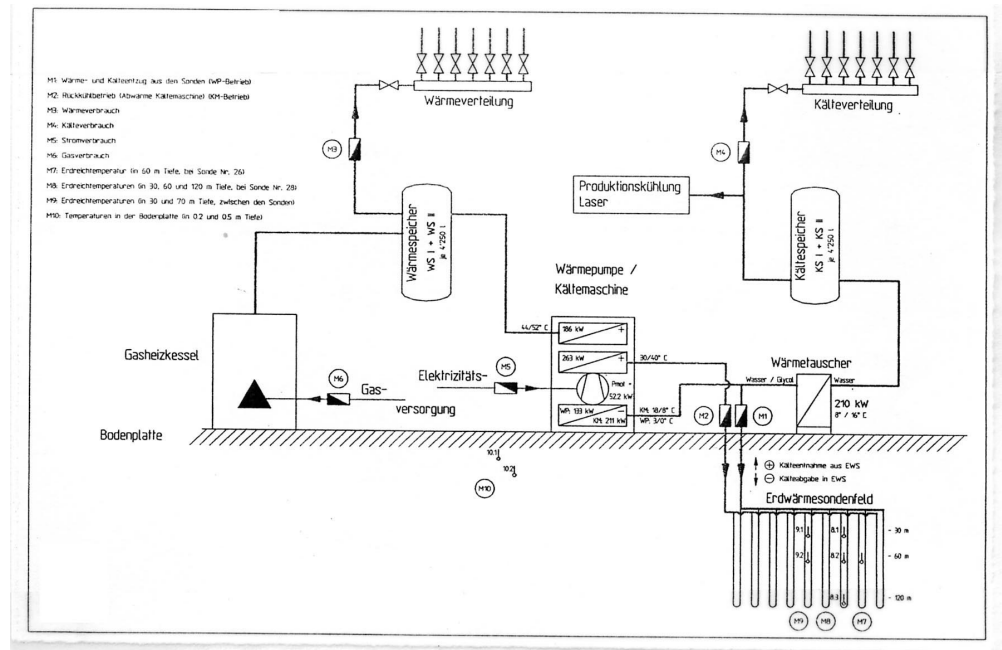 M1: Wärme- und Kälteentzug aus den Sonden (WP-Betrieb)
M2: Rückkühlbetrieb (Abwärme Kältemaschine) (KM-Betrieb)
M3: Wärmeverbrauch
M4: Kälteverbrauch
M5: Stromverbrauch
M6: Gasverbrauch
M7: Erdreichtemperatur (in 60 m Tiefe, bei Sonde Nr. 26)
M8: Erdreichtemperaturen (in 30, 60 und 120 m Tiefe, bei Sonde Nr. 28)
M9: Erdreichtemperaturen (in 30 und 70 m Tiefe, zwischen den Sonden)
M10: Temperaturen in der Bodenplatte (in 0.2 und 0.5 m Tiefe)
Wärmeverteilung
Kälteverteilung
M3
M4
Produktionskühlung
Laser
Wärmespeicher
WS I + WS II
je 4'250 l
Kältespeicher
KS I + KS II
je 4'250 l
Wärmepumpe /
Kältemaschine
44/52° C
186 kW
+
263 kW
+
30/40° C
Gasheizkessel
M6
Gas-
Elektrizitäts-
versorgung
M5
Pmot =
52.2 kW
WP: 133 kW
−
KM: 211 kW
KM: 18/8° C
WP: 3/0° C
Wärmetauscher
Wasser / Glycol
Wasser
210 kW
8° / 16° C
M2
M1
Bodenplatte
10.1
10.2
M10
+ Kälteentnahme aus EWS
− Kälteabgabe in EWS
Erdwärmesondenfeld
9.1
8.1
- 30 m
9.2
8.2
- 60 m
8.3
- 120 m
M9
M8
M7